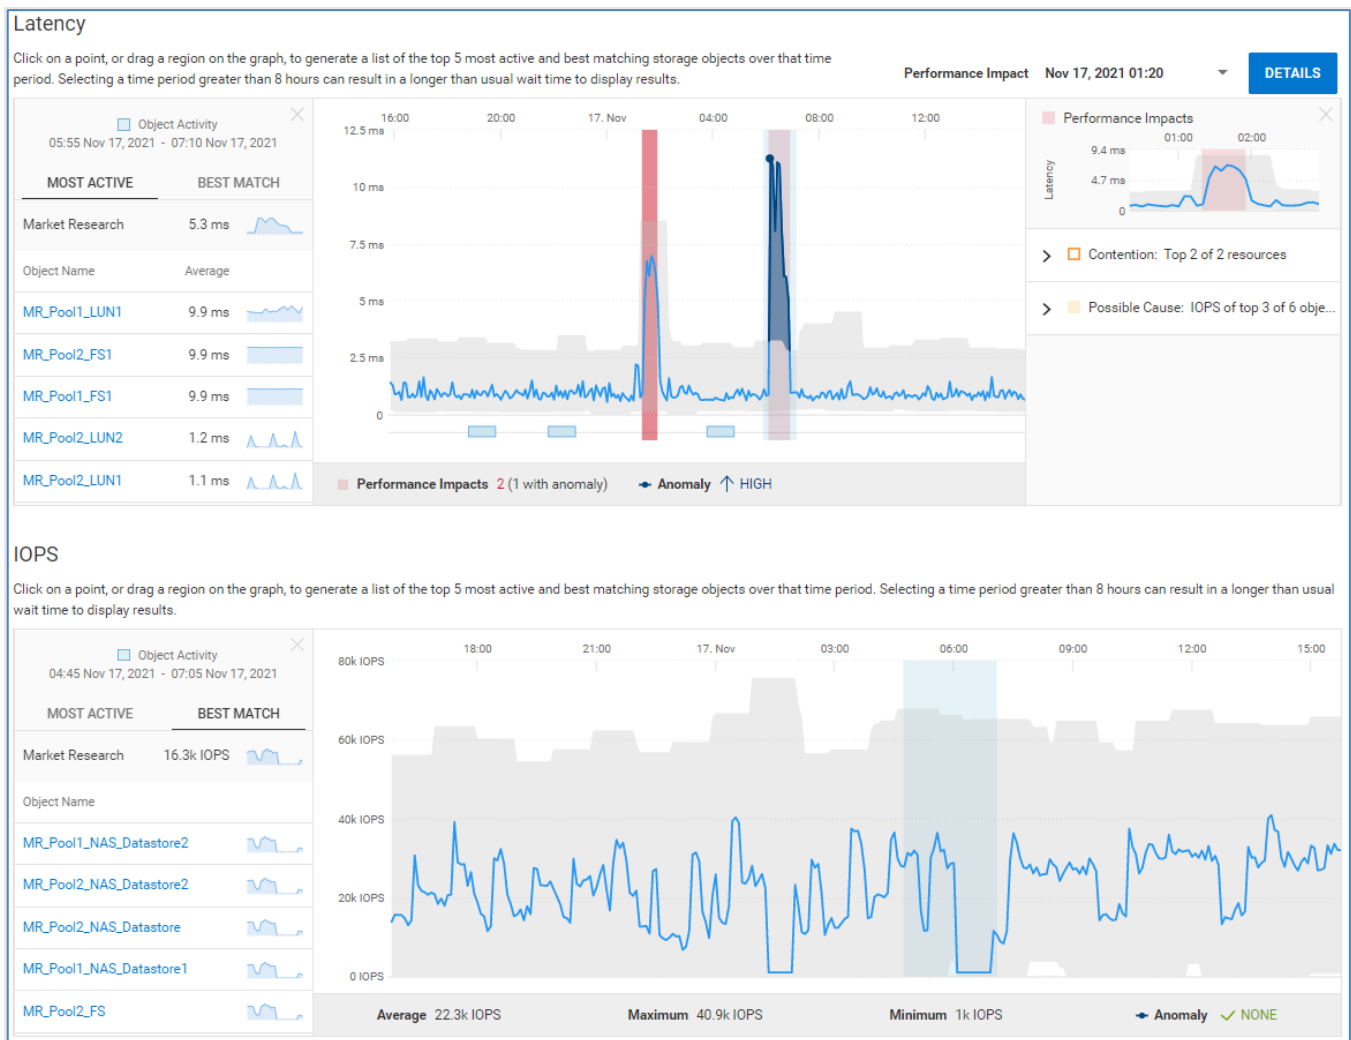 Latency
Click on a point, or drag a region on the graph, to generate a list of the top 5 most active and best matching storage objects over that time
period. Selecting a time period greater than 8 hours can result in a longer than usual wait time to display results.
Performance Impact Nov 17, 2021 01:20
DETAILS
Object Activity
05:55 Nov 17, 2021 - 07:10 Nov 17, 2021
MOST ACTIVE BEST MATCH
Market Research 5.3 ms
Object Name Average
MR_Pool1_LUN1 9.9 ms
MR_Pool2_FS1 9.9 ms
MR_Pool1_FS1 9.9 ms
MR_Pool2_LUN2 1.2 ms
MR_Pool2_LUN1 1.1 ms
16:00 20:00 17. Nov 04:00 08:00 12:00
12.5 ms
10 ms
7.5 ms
5 ms
2.5 ms
0
Performance Impacts 2 (1 with anomaly) Anomaly HIGH
Performance Impacts
01:00 02:00
9.4 ms
4.7 ms
0
Latency
Contention: Top 2 of 2 resources
Possible Cause: IOPS of top 3 of 6 obje...
IOPS
Click on a point, or drag a region on the graph, to generate a list of the top 5 most active and best matching storage objects over that time period. Selecting a time period greater than 8 hours can result in a longer than usual
wait time to display results.
Object Activity
04:45 Nov 17, 2021 - 07:05 Nov 17, 2021
MOST ACTIVE BEST MATCH
Market Research 16.3k IOPS
Object Name
MR_Pool1_NAS_Datastore2
MR_Pool2_NAS_Datastore2
MR_Pool2_NAS_Datastore
MR_Pool1_NAS_Datastore1
MR_Pool2_FS
18:00 21:00 17. Nov 03:00 06:00 09:00 12:00 15:00
80k IOPS
60k IOPS
40k IOPS
20k IOPS
0 IOPS
Average 22.3k IOPS Maximum 40.9k IOPS Minimum 1k IOPS Anomaly NONE